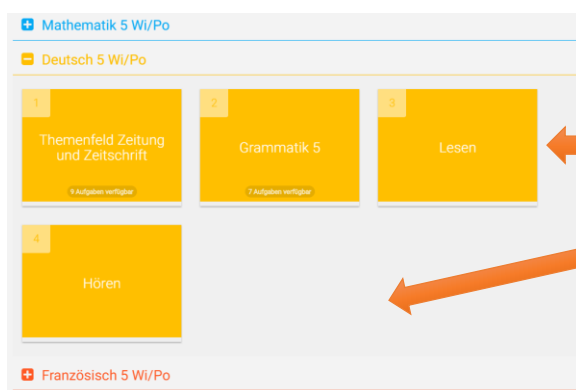 Mathematik 5 Wi/Po
Deutsch 5 Wi/Po
1
Themenfeld Zeitung
und Zeitschrift
9 Aufgaben verfügbar
2
Grammatik 5
7 Aufgaben verfügbar
3
Lesen
4
Hören
Französisch 5 Wi/Po